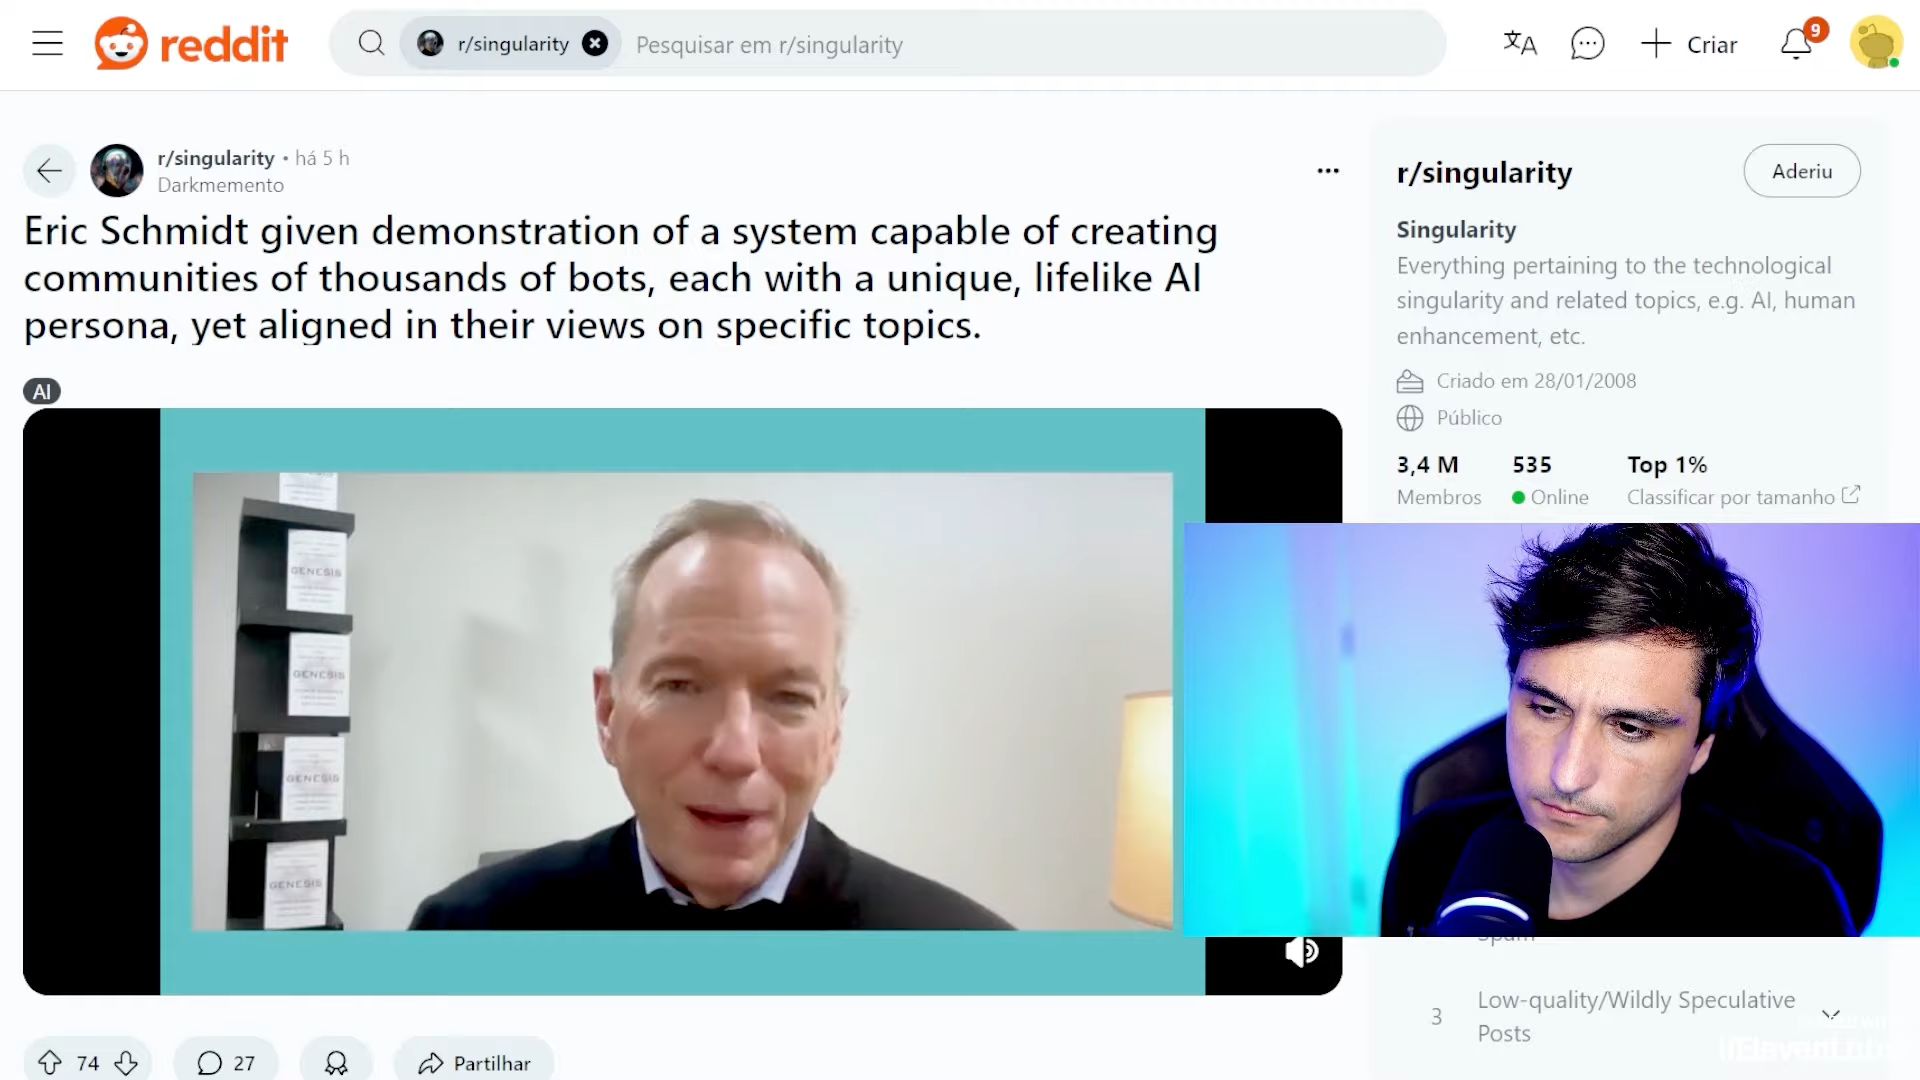 reddit
r/singularity
Pesquisar em r/singularity
Criar
9
r/singularity • há 5 h
Darkmemento
Eric Schmidt given demonstration of a system capable of creating
communities of thousands of bots, each with a unique, lifelike AI
persona, yet aligned in their views on specific topics.
AI
GENESIS
GENESIS
GENESIS
GENESIS
74
27
Partilhar
r/singularity
Aderiu
Singularity
Everything pertaining to the technological
singularity and related topics, e.g. AI, human
enhancement, etc.
Criado em 28/01/2008
Público
3,4 M
535
Top 1%
Membros
Online
Classificar por tamanho
Spam
3
Low-quality/Wildly Speculative
Posts